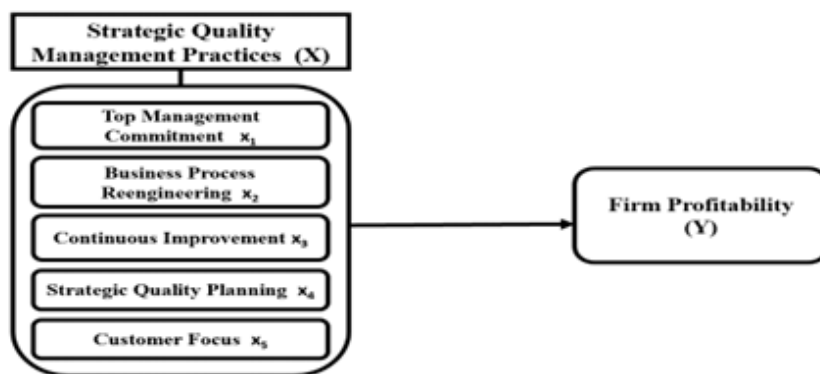 Strategic Quality
Management Practices (X)
Top Management
Commitment x₁
Business Process
Reengineering x₂
Continuous Improvement x₃
Strategic Quality Planning x₄
Customer Focus x₅
Firm Profitability
(Y)